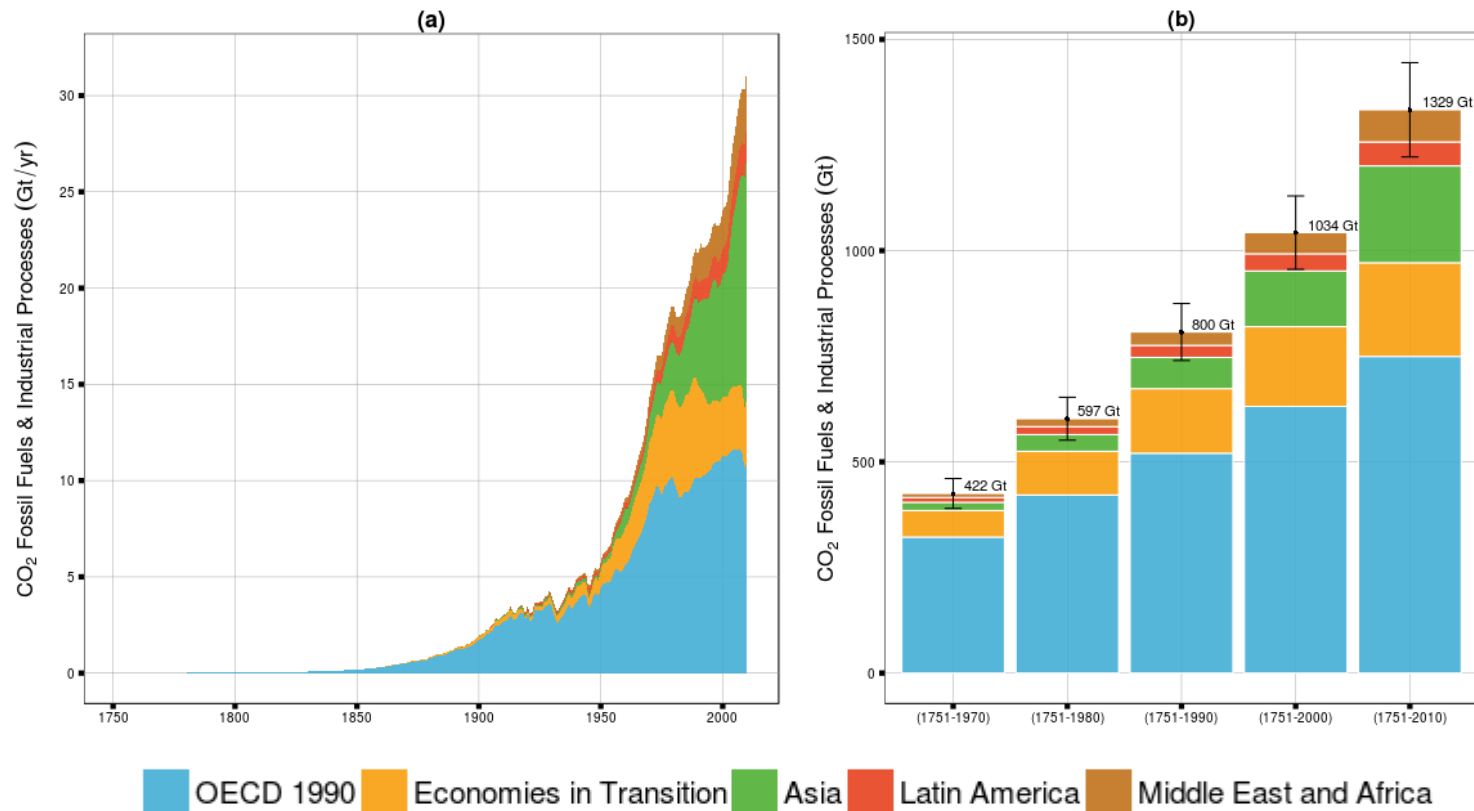 (a)
CO₂ Fossil Fuels & Industrial Processes (Gt/yr)
30
25
20
15
10
5
0
1750
1800
1850
1900
1950
2000
(b)
CO₂ Fossil Fuels & Industrial Processes (Gt)
1500
1000
500
0
422 Gt
597 Gt
800 Gt
1034 Gt
1329 Gt
(1751-1970)
(1751-1980)
(1751-1990)
(1751-2000)
(1751-2010)
OECD 1990
Economies in Transition
Asia
Latin America
Middle East and Africa